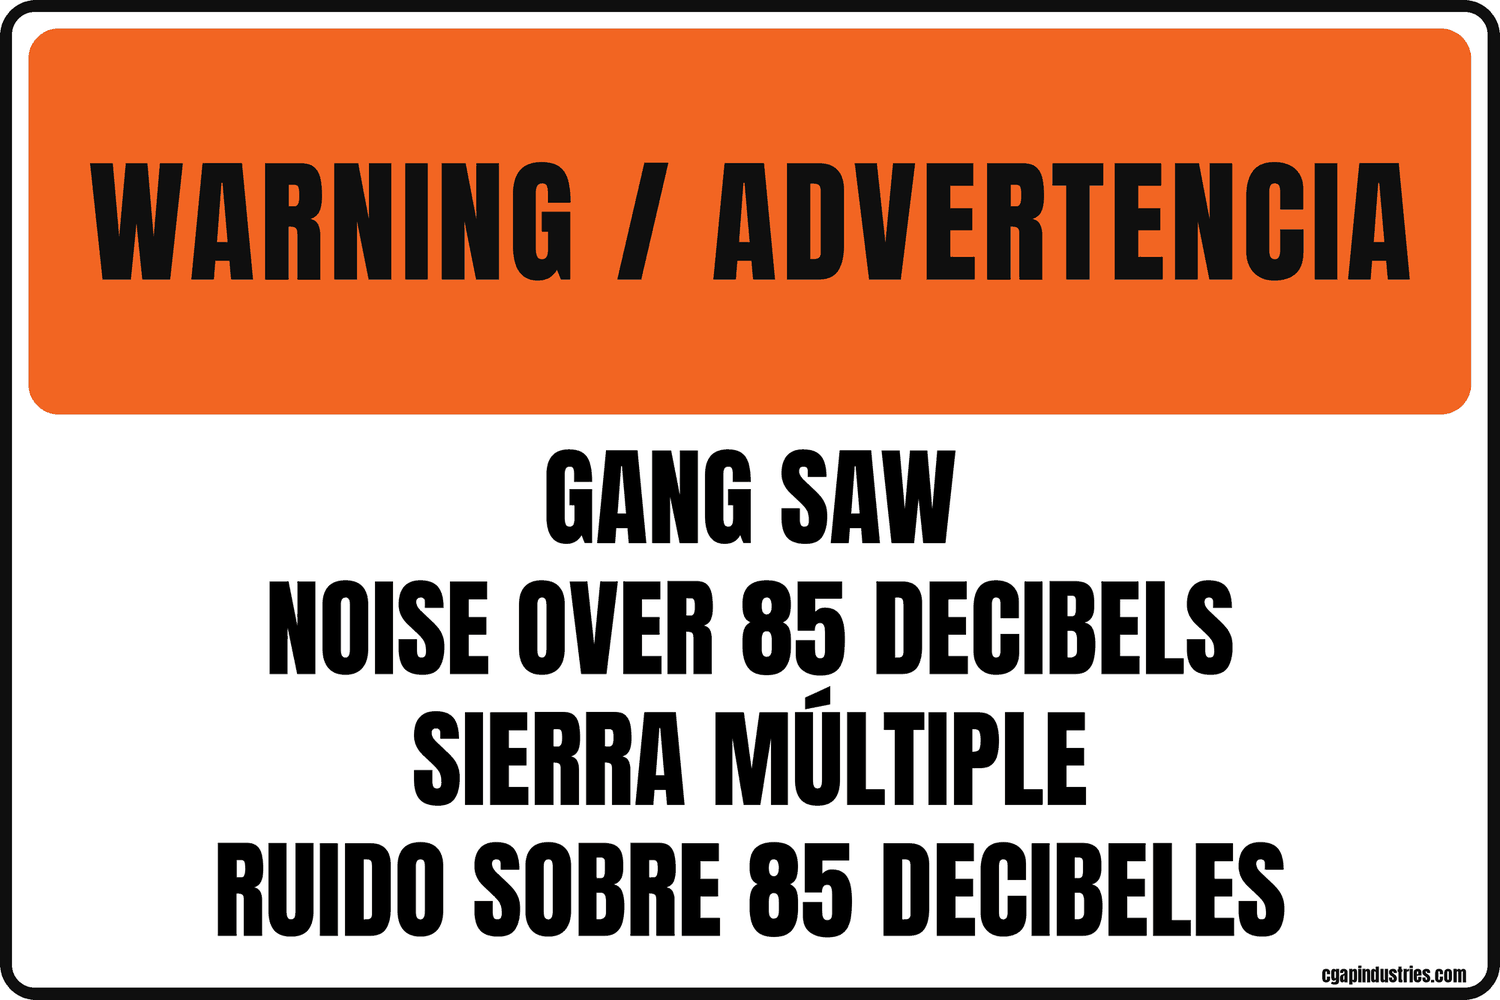 WARNING / ADVERTENCIA
GANG SAW
NOISE OVER 85 DECIBELS
SIERRA MÚLTIPLE
RUIDO SOBRE 85 DECIBELES
cgapindustries.com